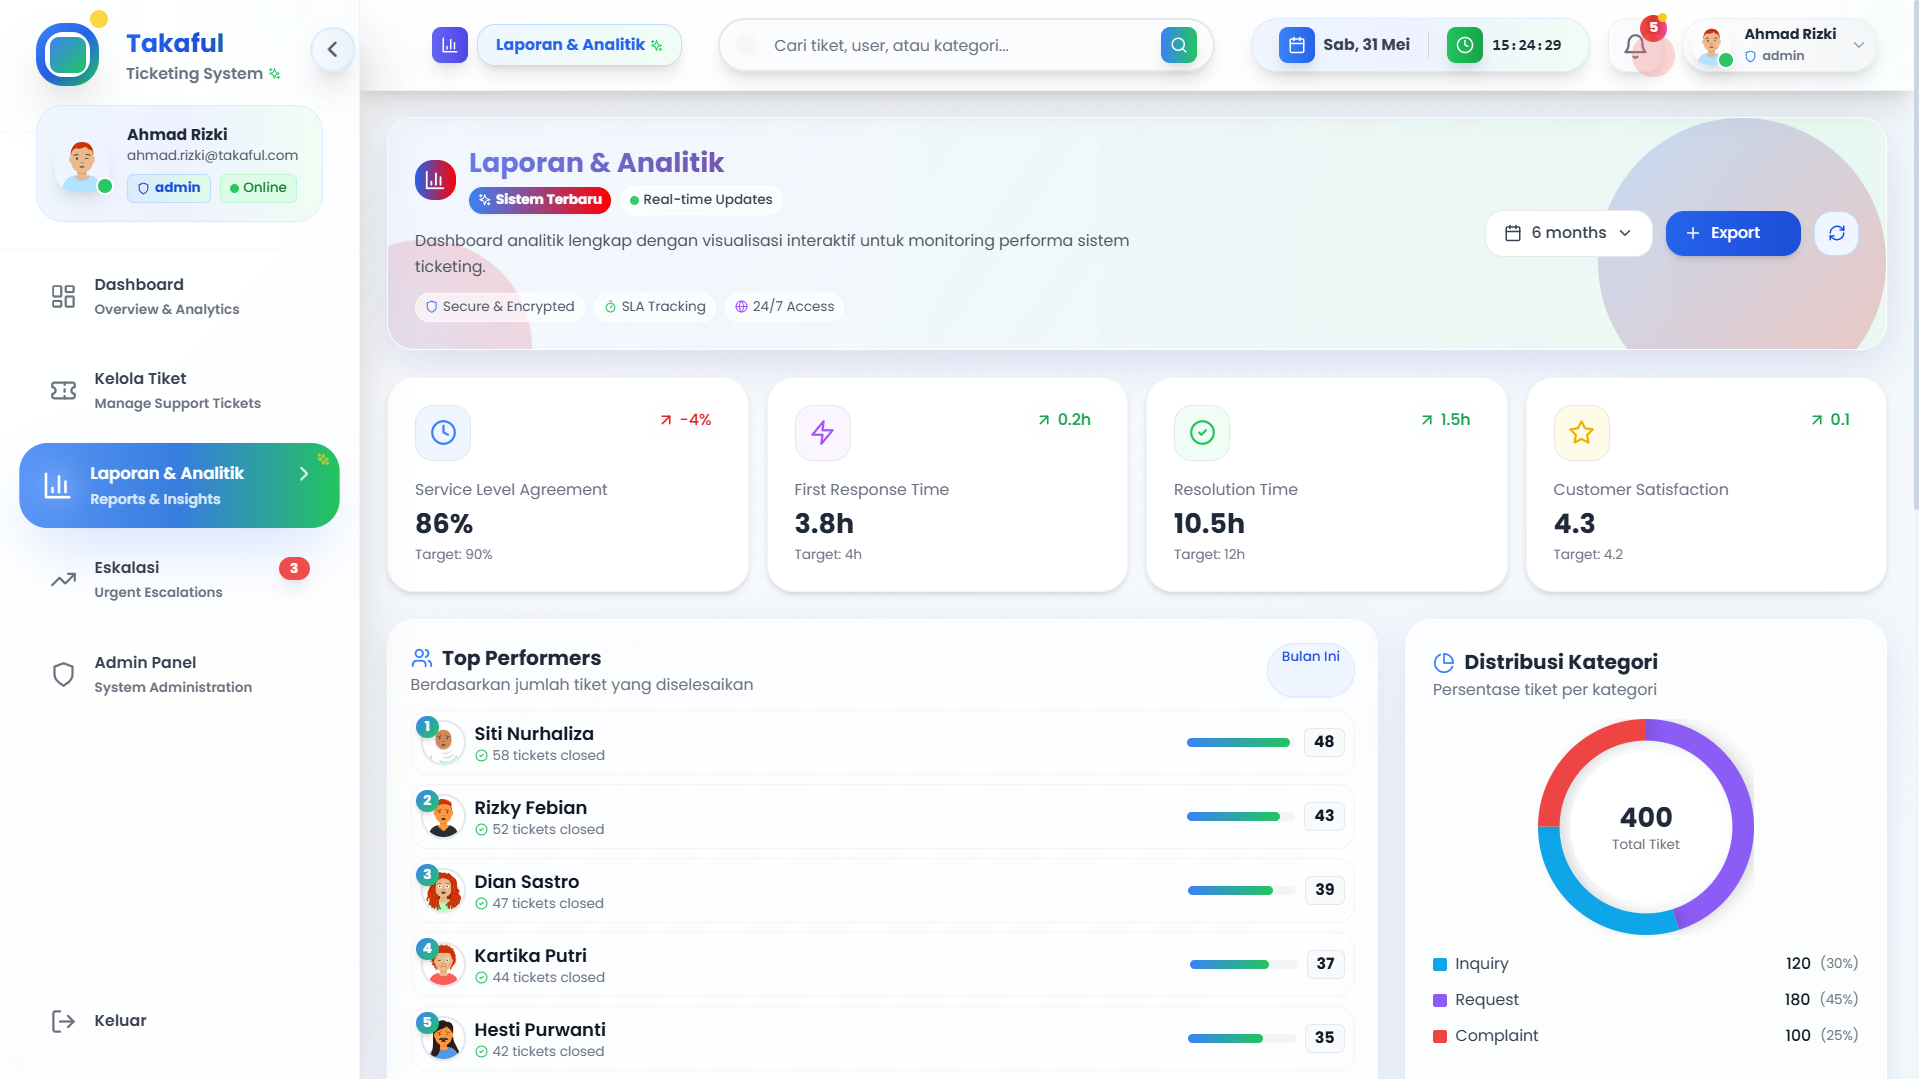 Takaful
Ticketing System
Ahmad Rizki
ahmad.rizki@takaful.com
admin
Online
Dashboard
Overview & Analytics
Kelola Tiket
Manage Support Tickets
Laporan & Analitik
Reports & Insights
Eskalasi
Urgent Escalations
3
Admin Panel
System Administration
Keluar
Laporan & Analitik
Cari tiket, user, atau kategori...
Sab, 31 Mei
15:24:29
5
Ahmad Rizki
admin
Laporan & Analitik
Sistem Terbaru
Real-time Updates
Dashboard analitik lengkap dengan visualisasi interaktif untuk monitoring performa sistem
ticketing.
Secure & Encrypted
SLA Tracking
24/7 Access
6 months
Export
-4%
Service Level Agreement
86%
Target: 90%
0.2h
First Response Time
3.8h
Target: 4h
1.5h
Resolution Time
10.5h
Target: 12h
0.1
Customer Satisfaction
4.3
Target: 4.2
Top Performers
Berdasarkan jumlah tiket yang diselesaikan
Bulan Ini
1
Siti Nurhaliza
58 tickets closed
48
2
Rizky Febian
52 tickets closed
43
3
Dian Sastro
47 tickets closed
39
4
Kartika Putri
44 tickets closed
37
5
Hesti Purwanti
42 tickets closed
35
Distribusi Kategori
Persentase tiket per kategori
400
Total Tiket
Inquiry 120 (30%)
Request 180 (45%)
Complaint 100 (25%)